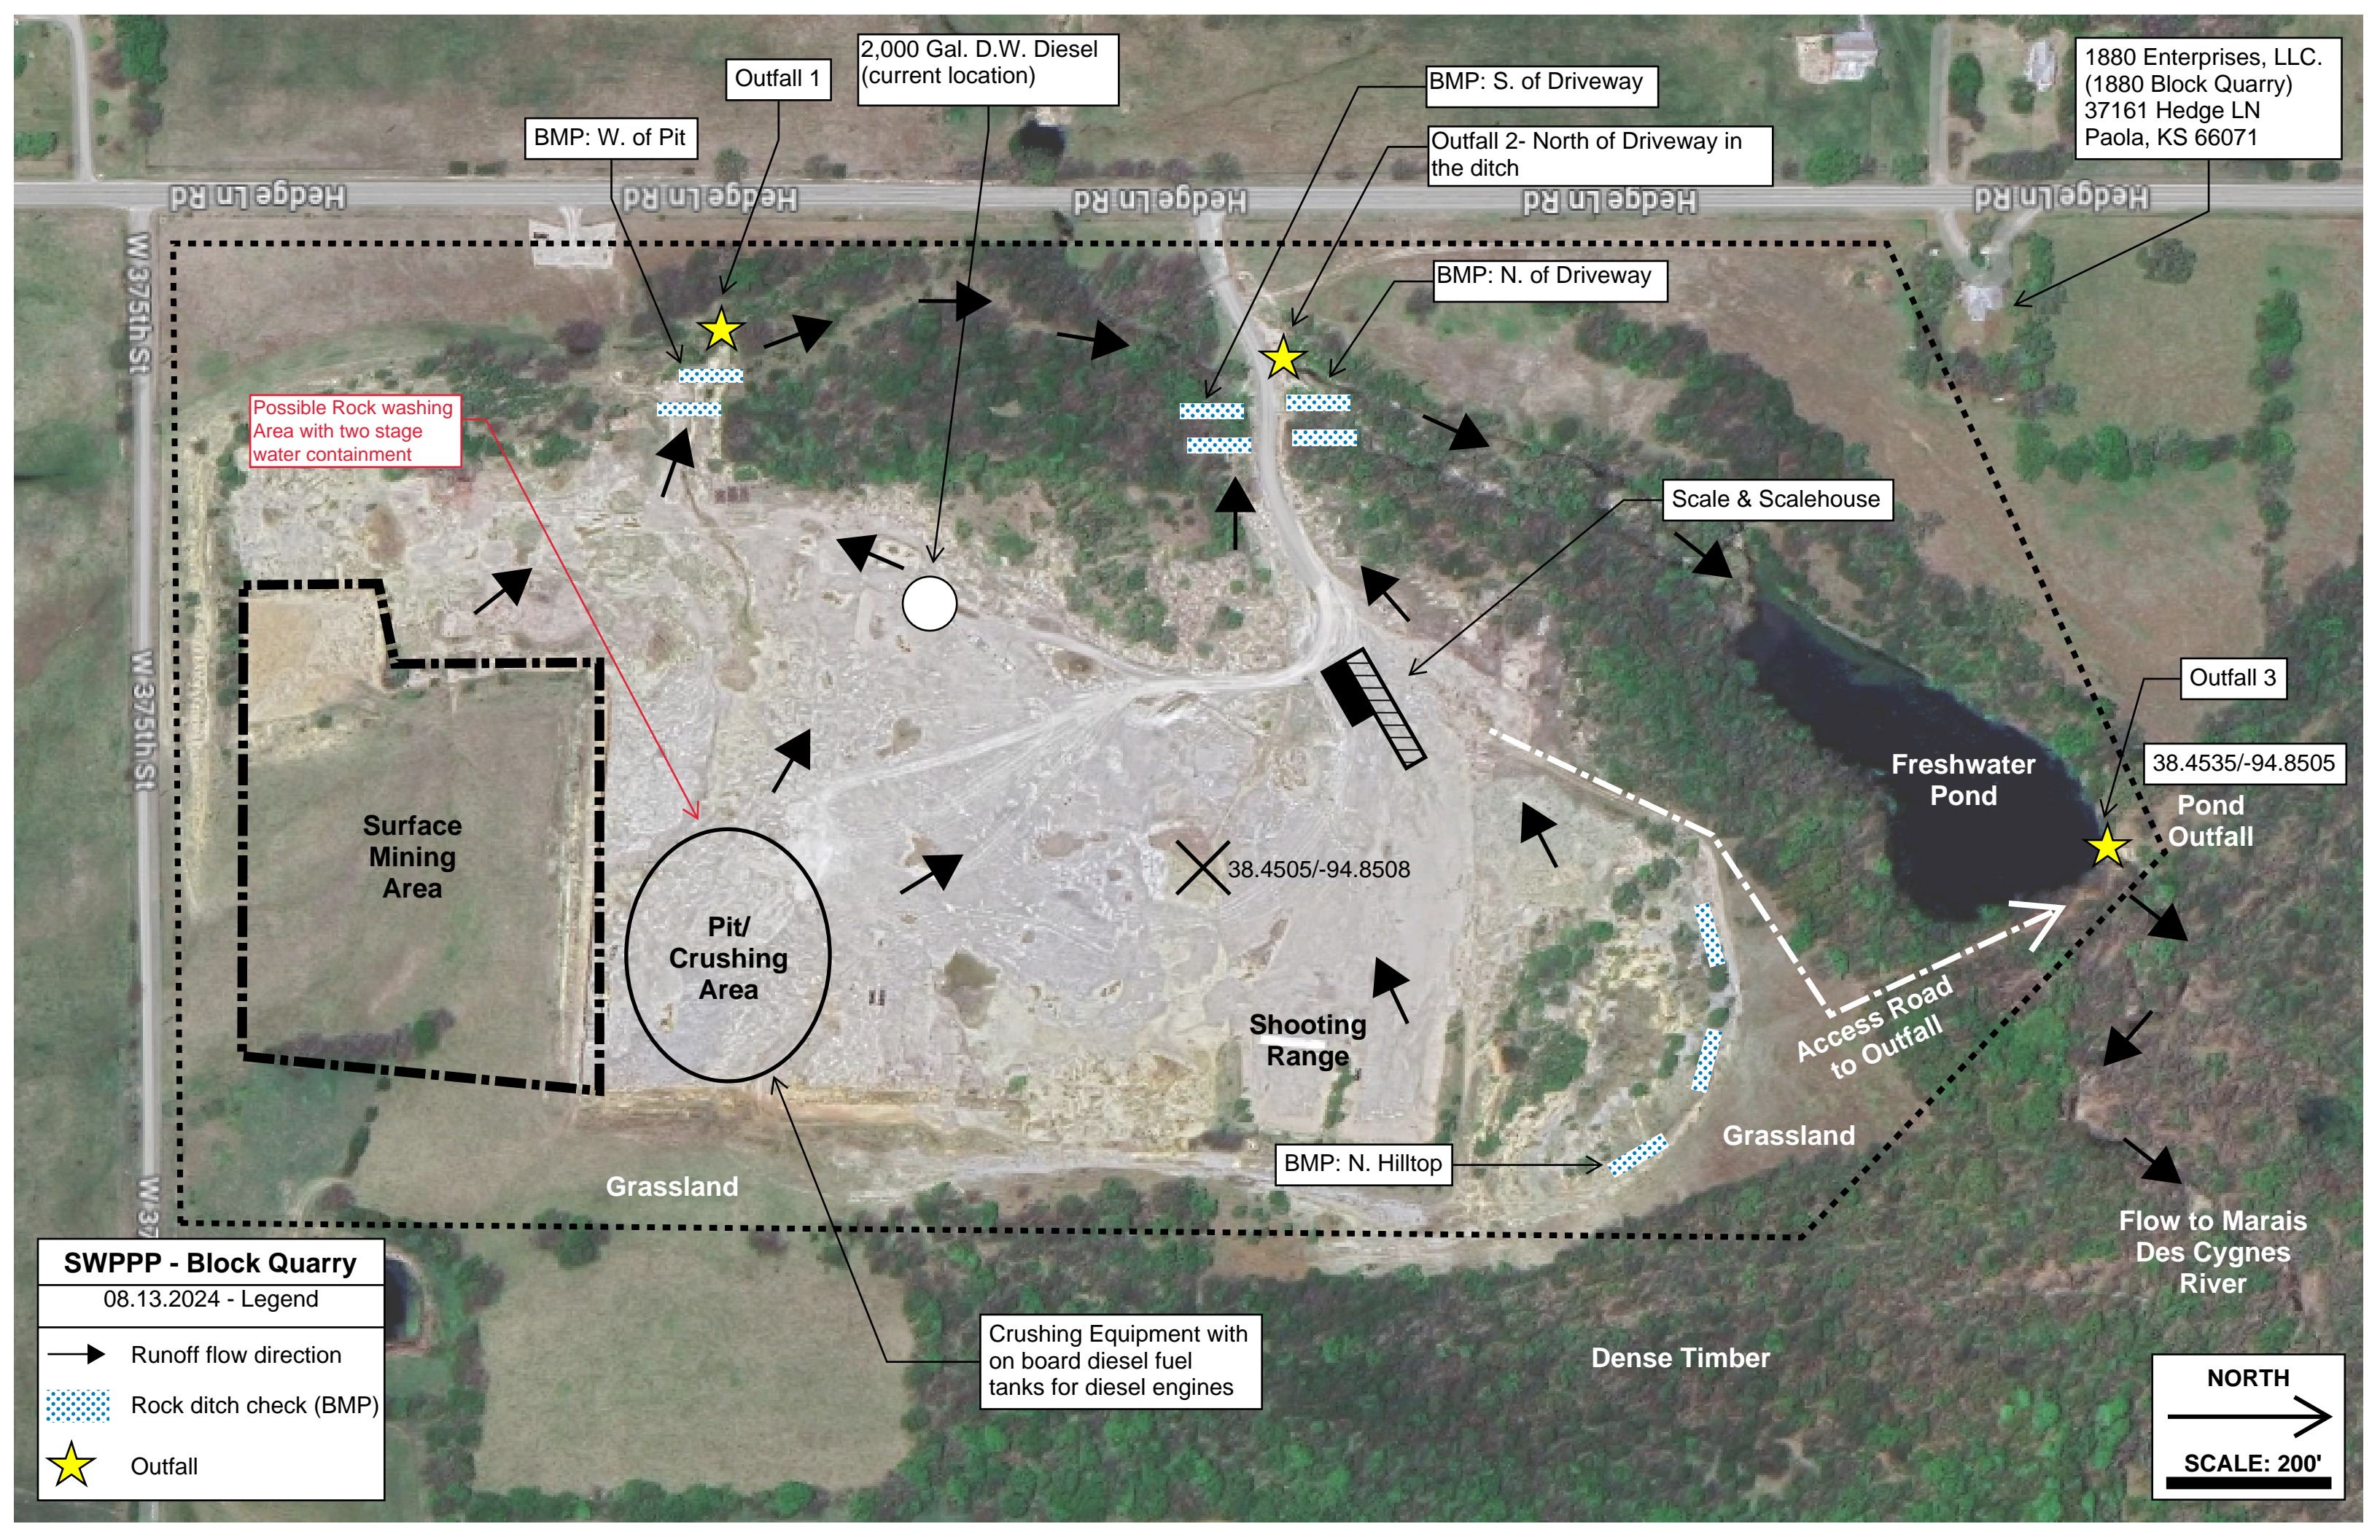 2,000 Gal. D.W. Diesel
(current location)
Outfall 1
BMP: W. of Pit
BMP: S. of Driveway
Outfall 2- North of Driveway in
the ditch
BMP: N. of Driveway
1880 Enterprises, LLC.
(1880 Block Quarry)
37161 Hedge LN
Paola, KS 66071
Hedge Ln Rd
Hedge Ln Rd
Hedge Ln Rd
Hedge Ln Rd
Hedge Ln Rd
W 375th St
W 375th St
W 37
Possible Rock washing
Area with two stage
water containment
Scale & Scalehouse
Outfall 3
38.4535/-94.8505
Pond
Outfall
Freshwater
Pond
Surface
Mining
Area
38.4505/-94.8508
Pit/
Crushing
Area
Shooting
Range
Access Road
to Outfall
Grassland
BMP: N. Hilltop
Grassland
Flow to Marais
Des Cygnes
River
Dense Timber
Crushing Equipment with
on board diesel fuel
tanks for diesel engines
SWPPP - Block Quarry
08.13.2024 - Legend
Runoff flow direction
Rock ditch check (BMP)
Outfall
NORTH
SCALE: 200'